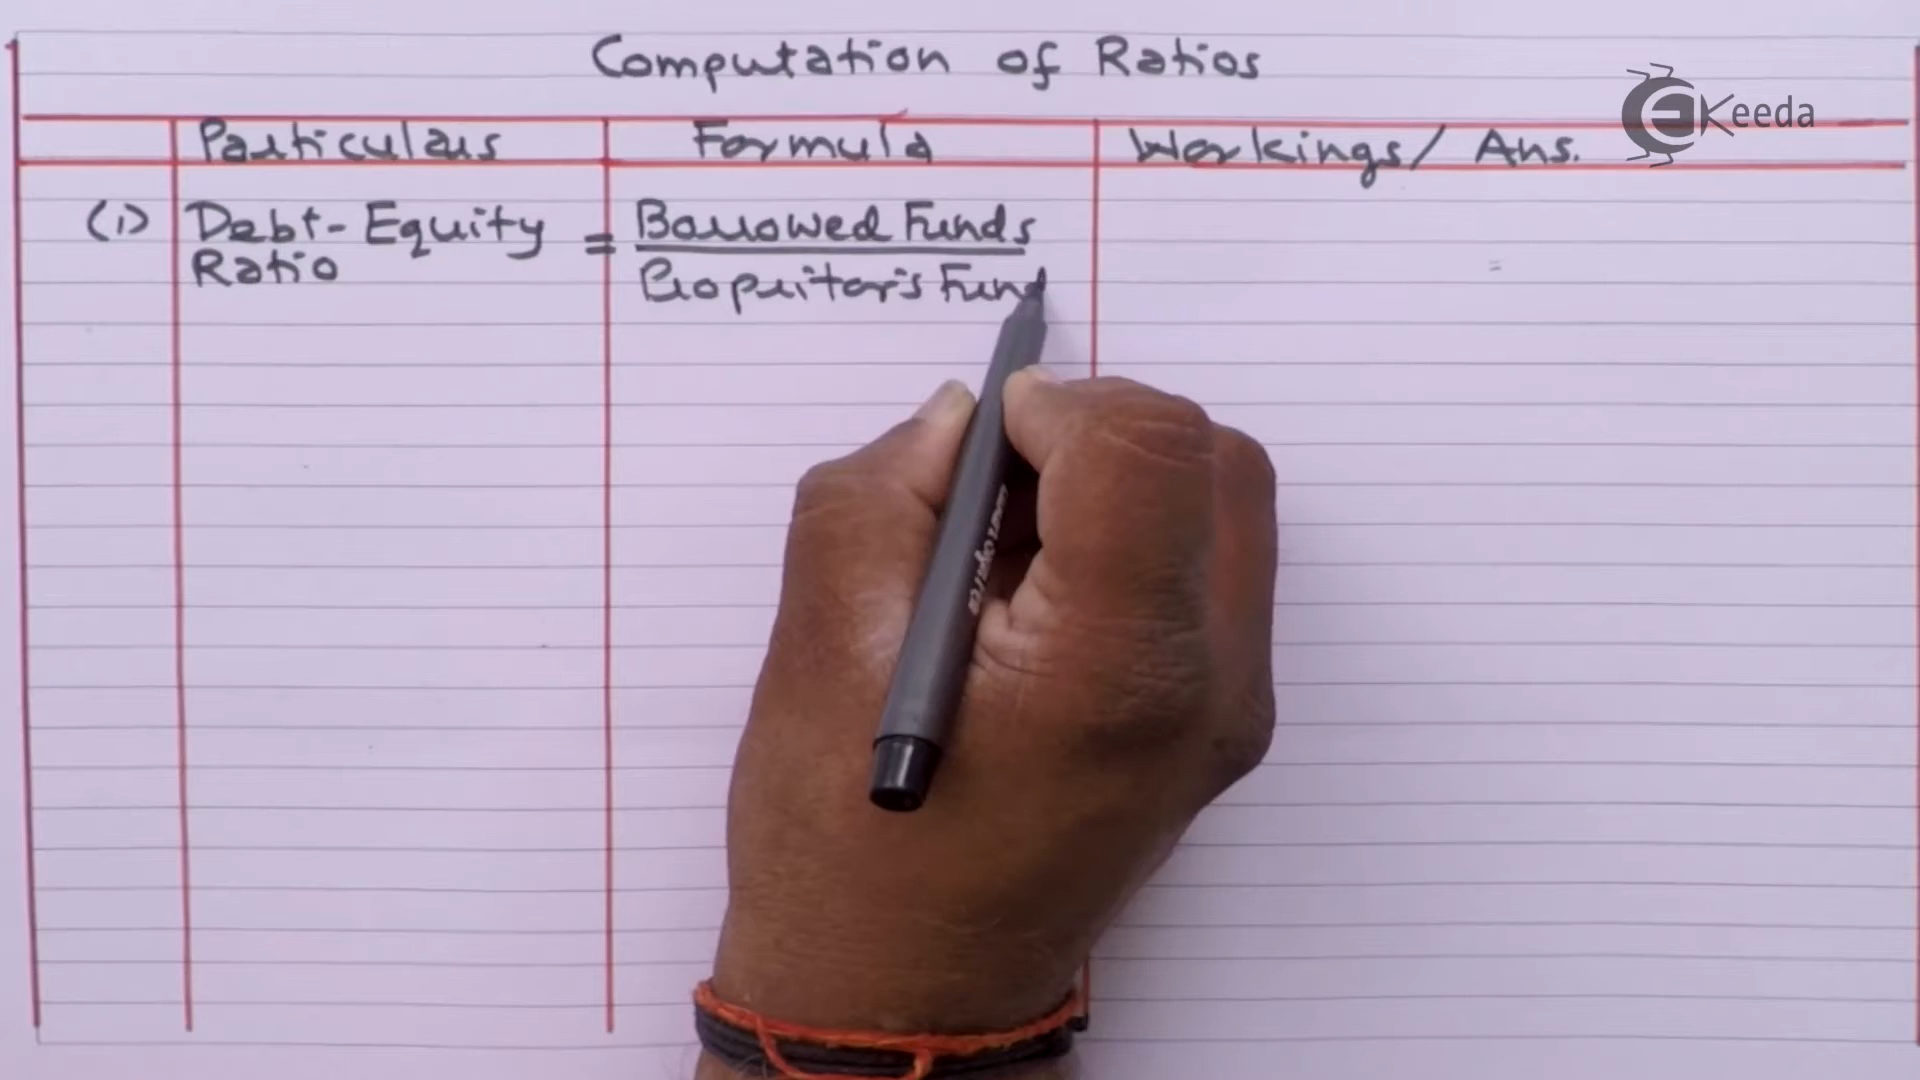 Computation of Ratios
EKeeda
Particulars Formula Workings/ Ans.
(1) Debt-Equity Ratio = Borrowed Funds
Propritor's Fund